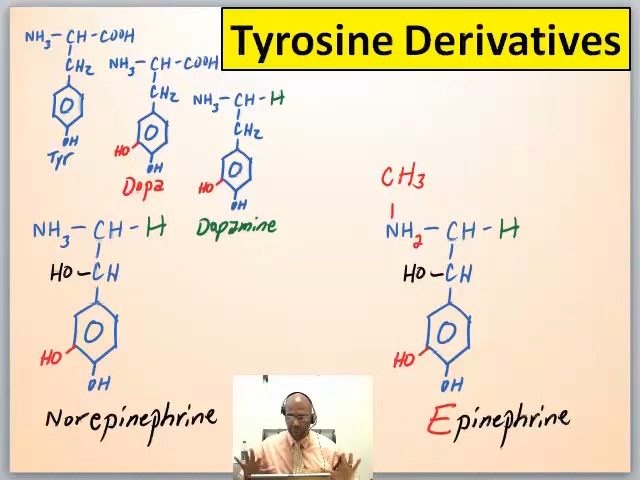 Tyrosine Derivatives
NH3-CH-COOH
CH2
OH
Tyr
NH3-CH-COOH
CH2
HO
OH
Dopa
NH3-CH-H
CH2
HO
OH
Dopamine
NH3-CH-H
HO-CH
HO
OH
Norepinephrine
CH3
NH2-CH-H
HO-CH
HO
OH
Epinephrine